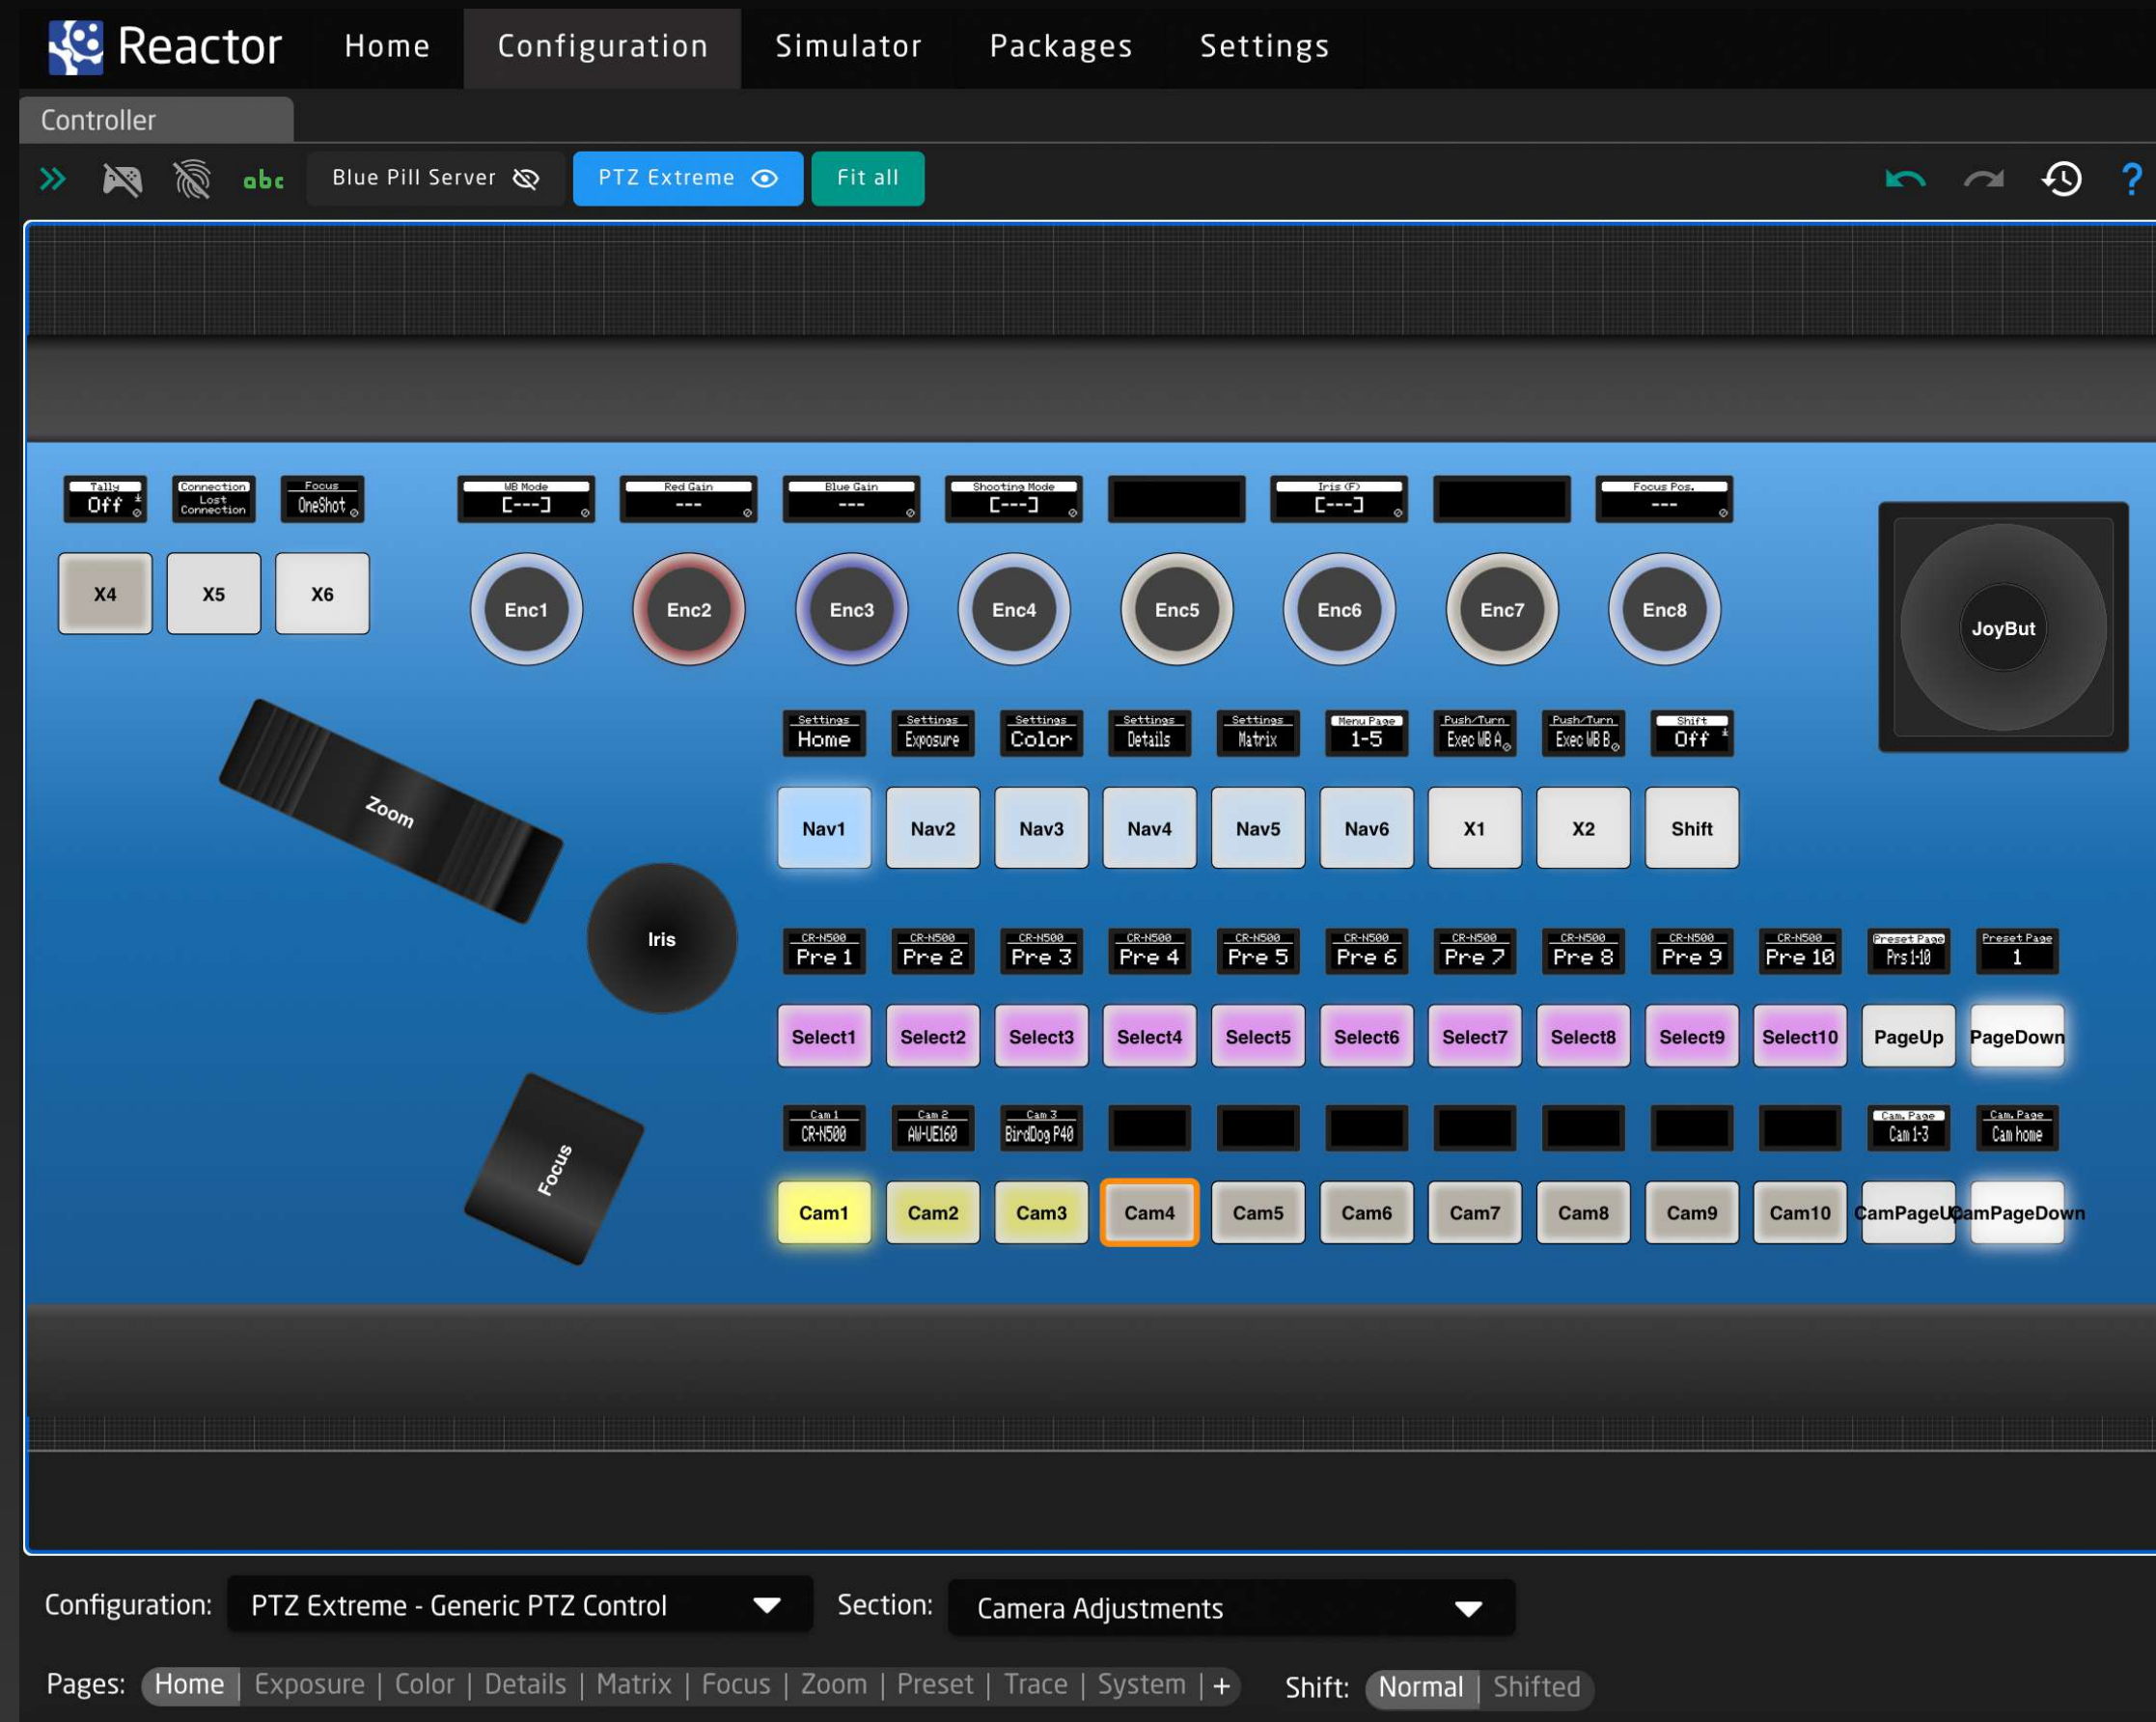 Reactor Home Configuration Simulator Packages Settings
Controller
abc Blue Pill Server PTZ Extreme Fit all ?
Tally Connection Focus WB Mode Red Gain Blue Gain Shooting Mode Iris (F) Focus Pos.
Off Lost Connection OneShot [---] --- --- [---] [---] ---
X4 X5 X6 Enc1 Enc2 Enc3 Enc4 Enc5 Enc6 Enc7 Enc8 JoyBut
Settings Settings Settings Settings Settings Menu Page Push/Turn Push/Turn Shift
Home Exposure Color Details Matrix 1-5 Exec WB A Exec WB B Off
Zoom
Nav1 Nav2 Nav3 Nav4 Nav5 Nav6 X1 X2 Shift
Iris
CR-N500 CR-N500 CR-N500 CR-N500 CR-N500 CR-N500 CR-N500 CR-N500 CR-N500 CR-N500 Preset Page Preset Page
Pre 1 Pre 2 Pre 3 Pre 4 Pre 5 Pre 6 Pre 7 Pre 8 Pre 9 Pre 10 Prs 1-10 1
Select1 Select2 Select3 Select4 Select5 Select6 Select7 Select8 Select9 Select10 PageUp PageDown
Cam 1 Cam 2 Cam 3 Cam. Page Cam. Page
CR-N500 AW-UE160 BirdDog P40 Cam 1-3 Cam home
Focus
Cam1 Cam2 Cam3 Cam4 Cam5 Cam6 Cam7 Cam8 Cam9 Cam10 CamPageUp CamPageDown
Configuration: PTZ Extreme - Generic PTZ Control Section: Camera Adjustments
Pages: Home | Exposure | Color | Details | Matrix | Focus | Zoom | Preset | Trace | System | + Shift: Normal | Shifted